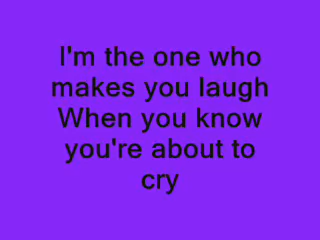 I'm the one who
makes you laugh
When you know
you're about to
cry